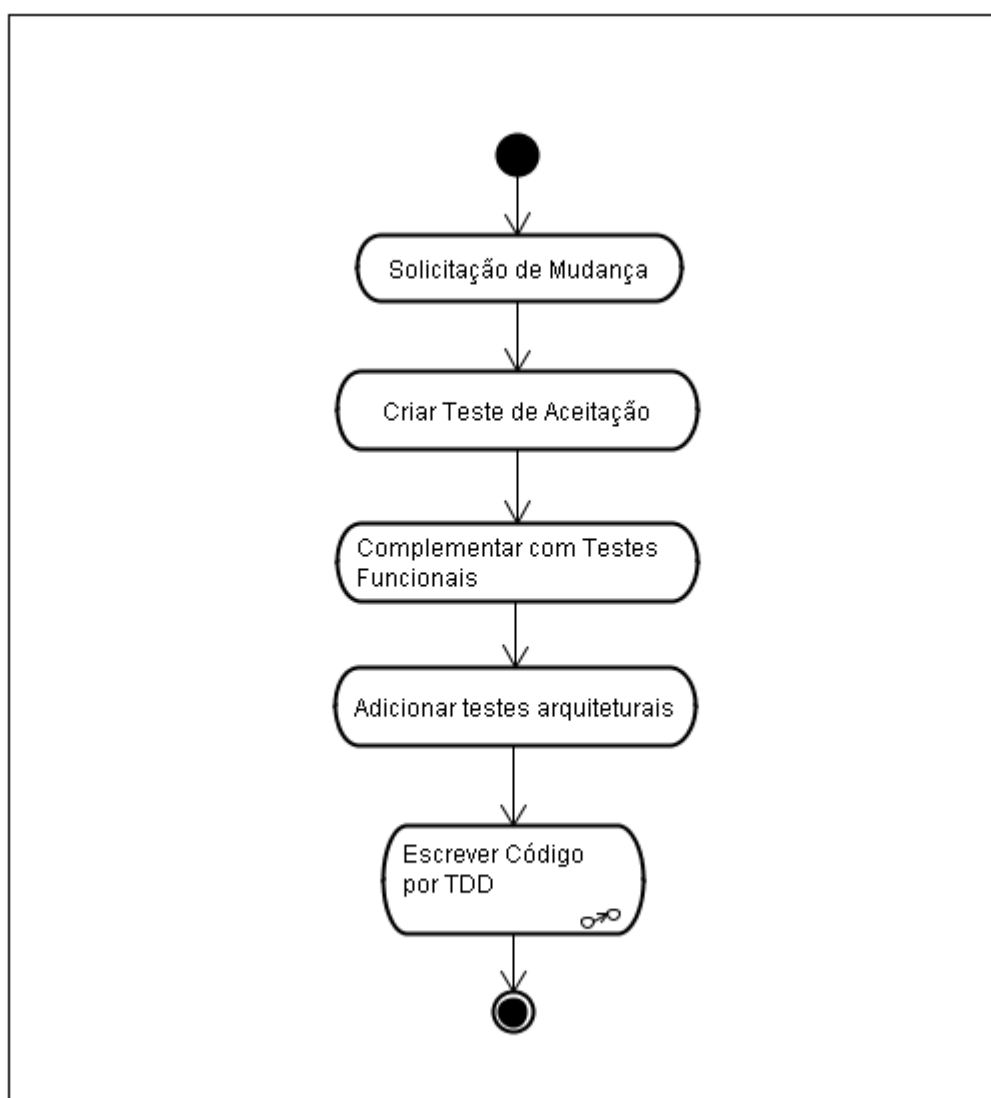 Solicitação de Mudança
Criar Teste de Aceitação
Complementar com Testes
Funcionais
Adicionar testes arquiteturais
Escrever Código
por TDD